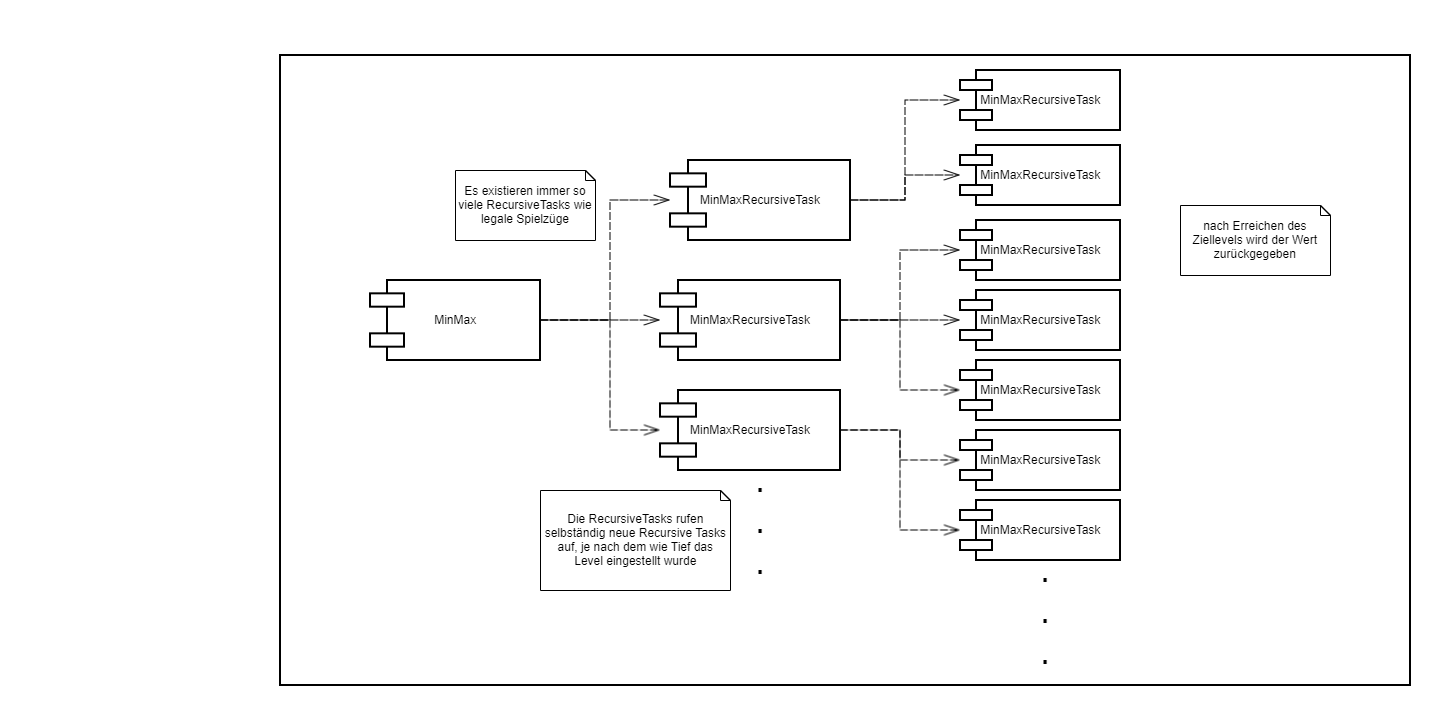 MinMaxRecursiveTask
MinMaxRecursiveTask
Es existieren immer so
viele RecursiveTasks wie
legale Spielzüge
MinMaxRecursiveTask
nach Erreichen des
Ziellevels wird der Wert
zurückgegeben
MinMaxRecursiveTask
MinMax
MinMaxRecursiveTask
MinMaxRecursiveTask
MinMaxRecursiveTask
MinMaxRecursiveTask
MinMaxRecursiveTask
Die RecursiveTasks rufen
selbständig neue Recursive Tasks
auf, je nach dem wie Tief das
Level eingestellt wurde
MinMaxRecursiveTask